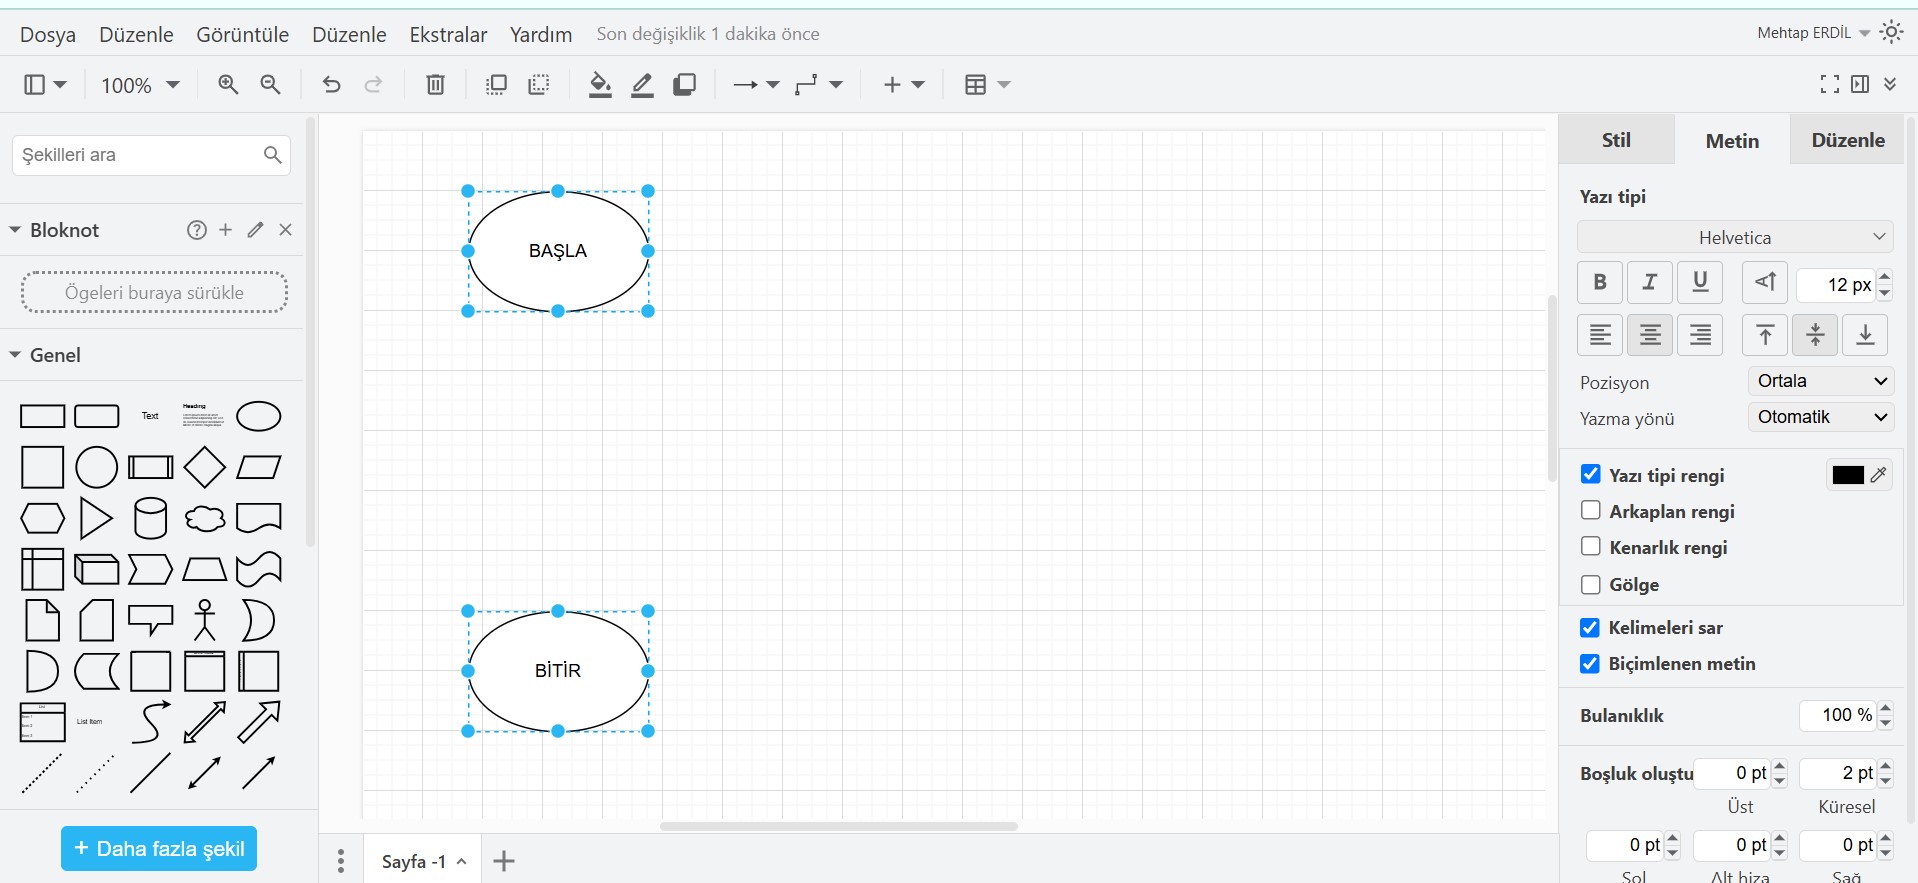 Dosya Düzenle Görüntüle Düzenle Ekstralar Yardım Son değişiklik 1 dakika önce Mehtap ERDİL
100%
Şekilleri ara
Bloknot
Ögeleri buraya sürükle
Genel
Text
Heading
List Item
+ Daha fazla şekil
BAŞLA
BİTİR
Sayfa -1
Stil Metin Düzenle
Yazı tipi
Helvetica
B I U 12 px
Pozisyon Ortala
Yazma yönü Otomatik
Yazı tipi rengi
Arkaplan rengi
Kenarlık rengi
Gölge
Kelimeleri sar
Biçimlenen metin
Bulanıklık 100 %
Boşluk oluştu 0 pt 2 pt
Üst Küresel
0 pt 0 pt 0 pt
Sol Alt hiza Sağ